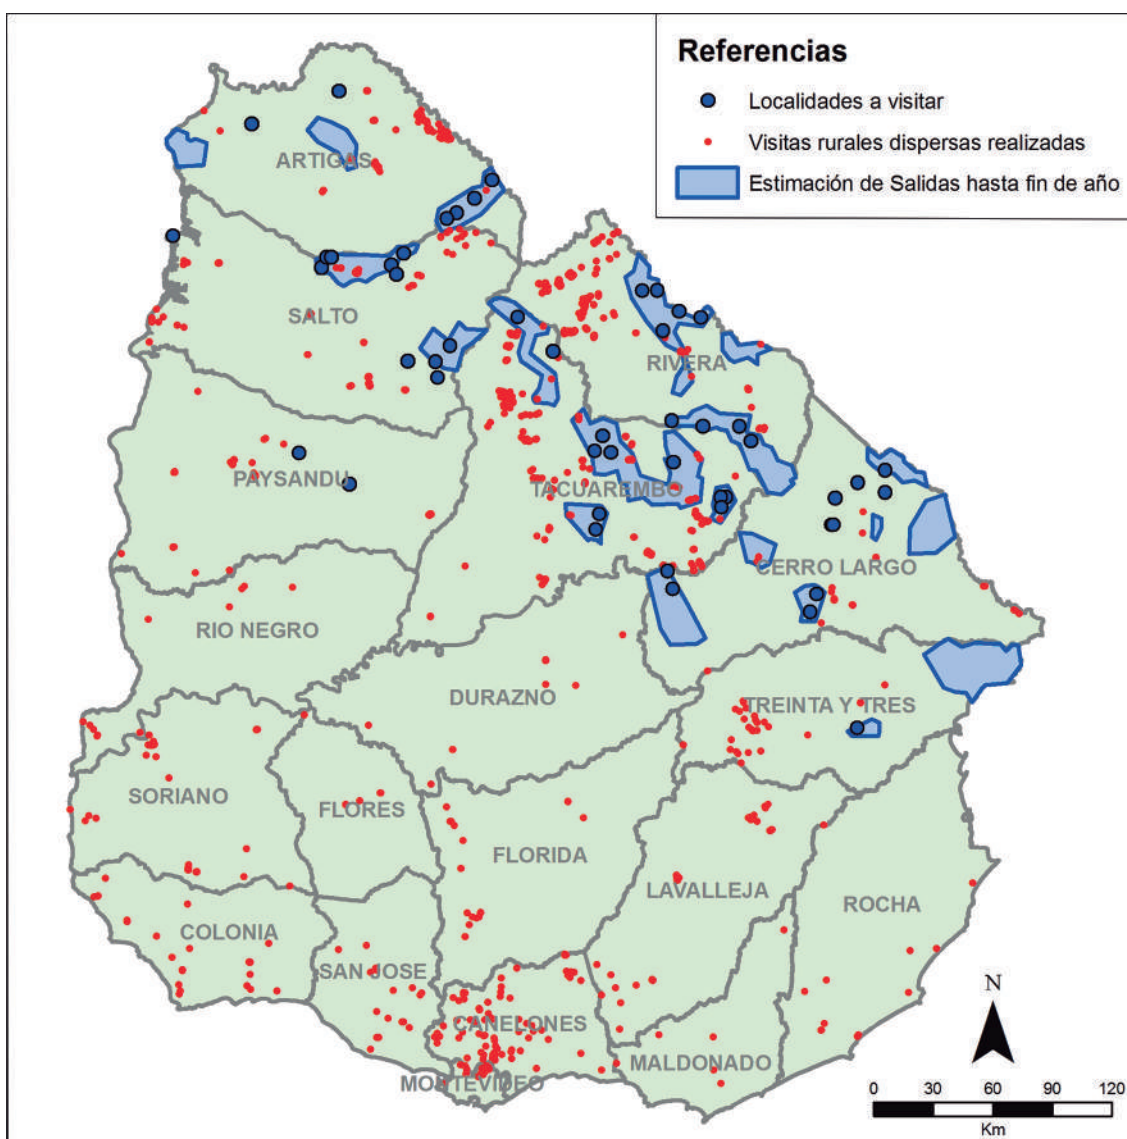 Referencias
Localidades a visitar
Visitas rurales dispersas realizadas
Estimación de Salidas hasta fin de año
ARTIGAS
SALTO
RIVERA
PAYSANDU
TACUAREMBO
CERRO LARGO
RIO NEGRO
DURAZNO
TREINTA Y TRES
SORIANO
FLORES
FLORIDA
LAVALLEJA
ROCHA
COLONIA
SAN JOSE
CANELONES
MALDONADO
MONTEVIDEO
N
0 30 60 90 120
Km